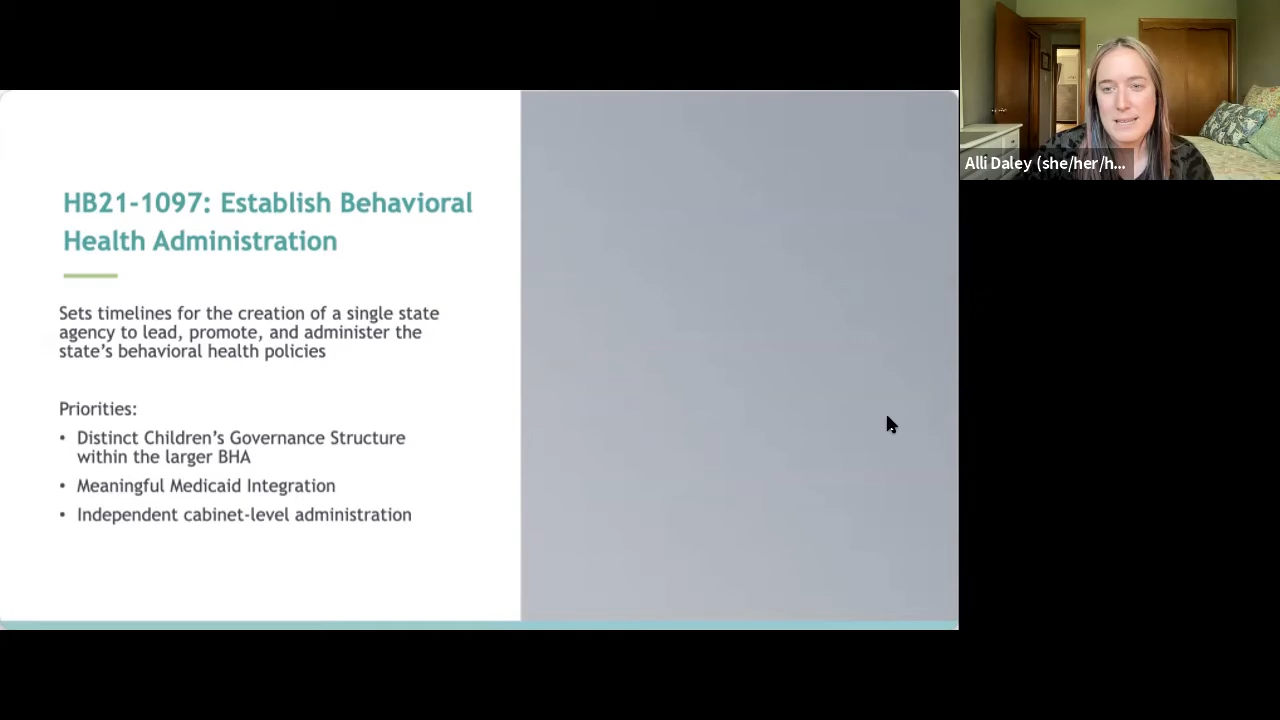 HB21-1097: Establish Behavioral
Health Administration
Sets timelines for the creation of a single state
agency to lead, promote, and administer the
state’s behavioral health policies
Priorities:
• Distinct Children’s Governance Structure
within the larger BHA
• Meaningful Medicaid Integration
• Independent cabinet-level administration
Alli Daley (she/her/h...